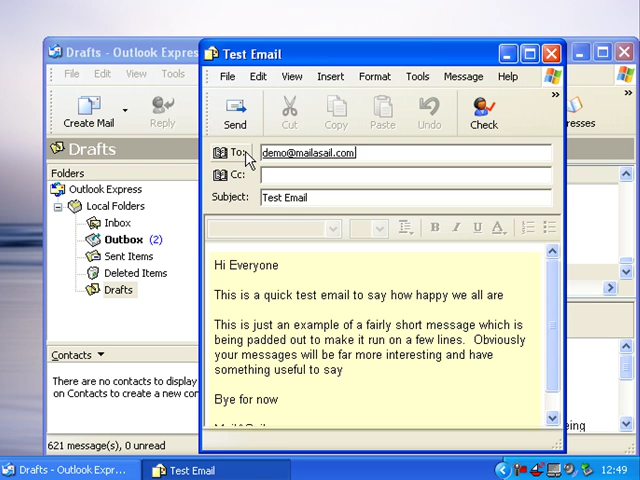 Drafts - Outlook Expres
Test Email
File Edit View Tools
File Edit View Insert Format Tools Message Help
»
»
Create Mail Reply
Send Cut Copy Paste Undo Check
resses
Drafts
To: demo@mailasail.com
Cc:
Subject: Test Email
Folders
Outlook Express
Local Folders
Inbox
Outbox (2)
Sent Items
Deleted Items
Drafts
B I U A
Hi Everyone
This is a quick test email to say how happy we all are
This is just an example of a fairly short message which is
being padded out to make it run on a few lines. Obviously
your messages will be far more interesting and have
something useful to say
Bye for now
Contacts
There are no contacts to display
on Contacts to create a new con
eing
621 message(s), 0 unread
Drafts - Outlook Expr...
Test Email
12:49